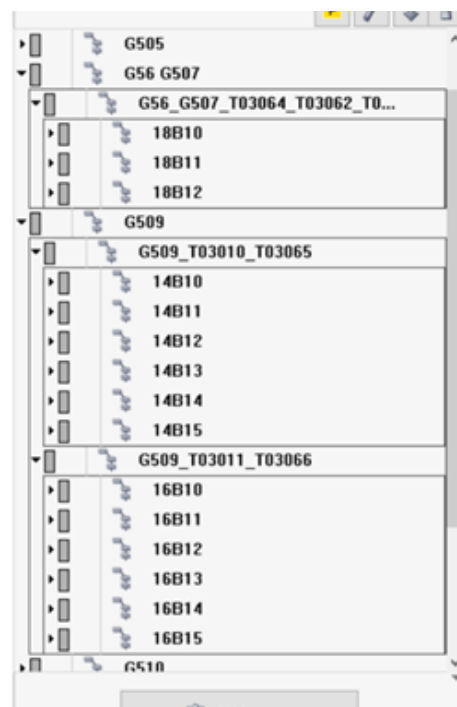 G505
G56 G507
G56_G507_T03064_T03062_T0...
18B10
18B11
18B12
G509
G509_T03010_T03065
14B10
14B11
14B12
14B13
14B14
14B15
G509_T03011_T03066
16B10
16B11
16B12
16B13
16B14
16B15
G510